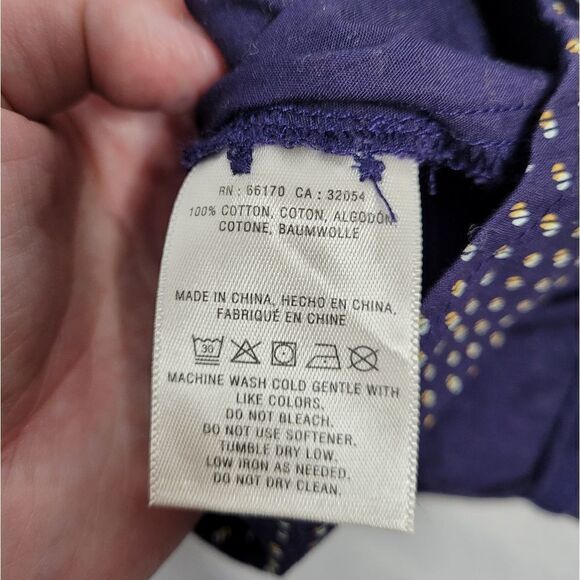 RN : 66170 CA : 32054
100% COTTON, COTON, ALGODON
COTONE, BAUMWOLLE
MADE IN CHINA, HECHO EN CHINA,
FABRIQUÉ EN CHINE
30
MACHINE WASH COLD GENTLE WITH
LIKE COLORS.
DO NOT BLEACH.
DO NOT USE SOFTENER.
TUMBLE DRY LOW.
LOW IRON AS NEEDED.
DO NOT DRY CLEAN.